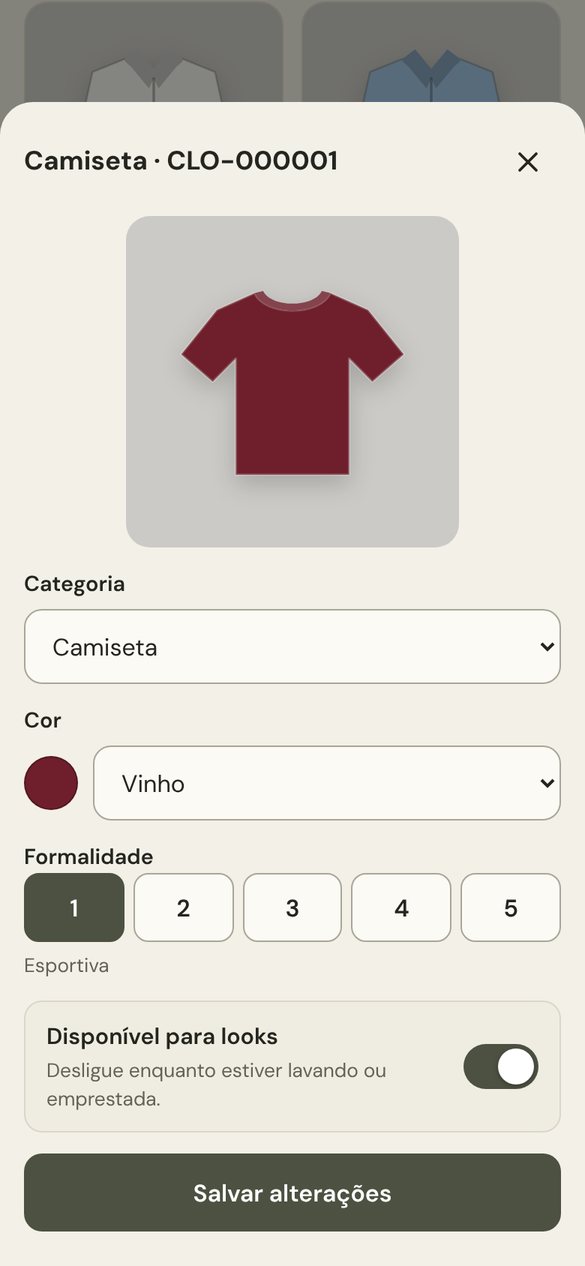 Camiseta · CLO-000001
Categoria
Camiseta
Cor
Vinho
Formalidade
1 2 3 4 5
Esportiva
Disponível para looks
Desligue enquanto estiver lavando ou
emprestada.
Salvar alterações